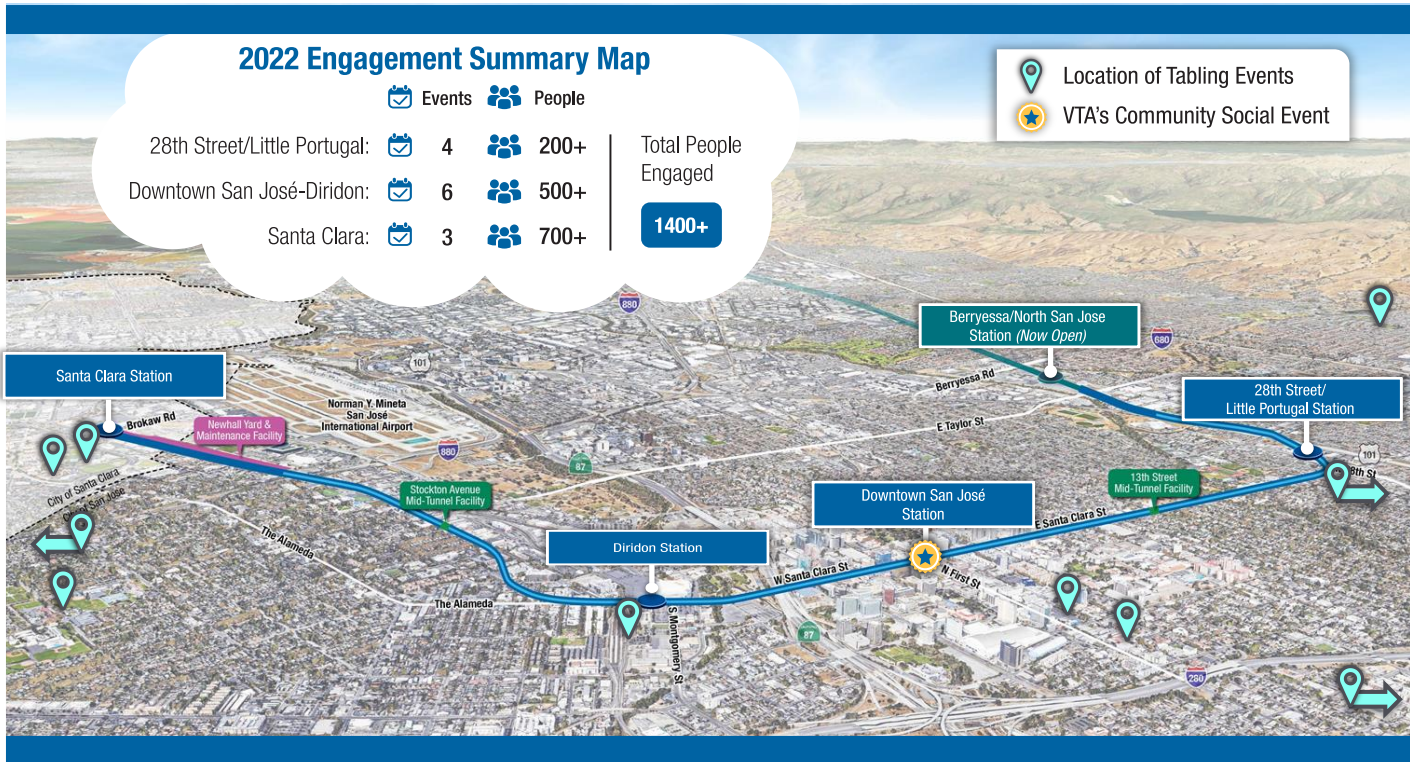 2022 Engagement Summary Map
Events People
28th Street/Little Portugal: 4 200+
Downtown San José-Diridon: 6 500+
Santa Clara: 3 700+
Total People
Engaged
1400+
Location of Tabling Events
VTA's Community Social Event
880
Berryessa/North San Jose
Station (Now Open)
680
101
Berryessa Rd
Santa Clara Station
28th Street/
Little Portugal Station
Norman Y. Mineta
San José
International Airport
Brokaw Rd
Newhall Yard &
Maintenance Facility
E Taylor St
880
87
101
8th St
City of Santa Clara
of San Jose
Stockton Avenue
Mid-Tunnel Facility
13th Street
Mid-Tunnel Facility
Downtown San José
Station
E Santa Clara St
The Alameda
Diridon Station
W Santa Clara St
N First St
The Alameda
S Montgomery St
87
280